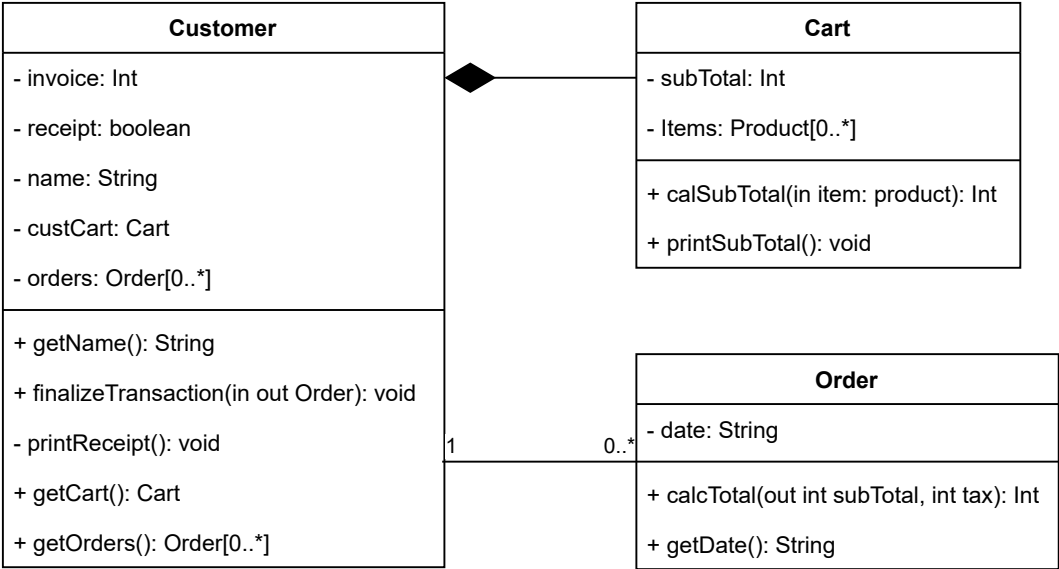 Customer
- invoice: Int
- receipt: boolean
- name: String
- custCart: Cart
- orders: Order[0..*]
+ getName(): String
+ finalizeTransaction(in out Order): void
- printReceipt(): void
+ getCart(): Cart
+ getOrders(): Order[0..*]
Cart
- subTotal: Int
- Items: Product[0..*]
+ calSubTotal(in item: product): Int
+ printSubTotal(): void
1
0..*
Order
- date: String
+ calcTotal(out int subTotal, int tax): Int
+ getDate(): String